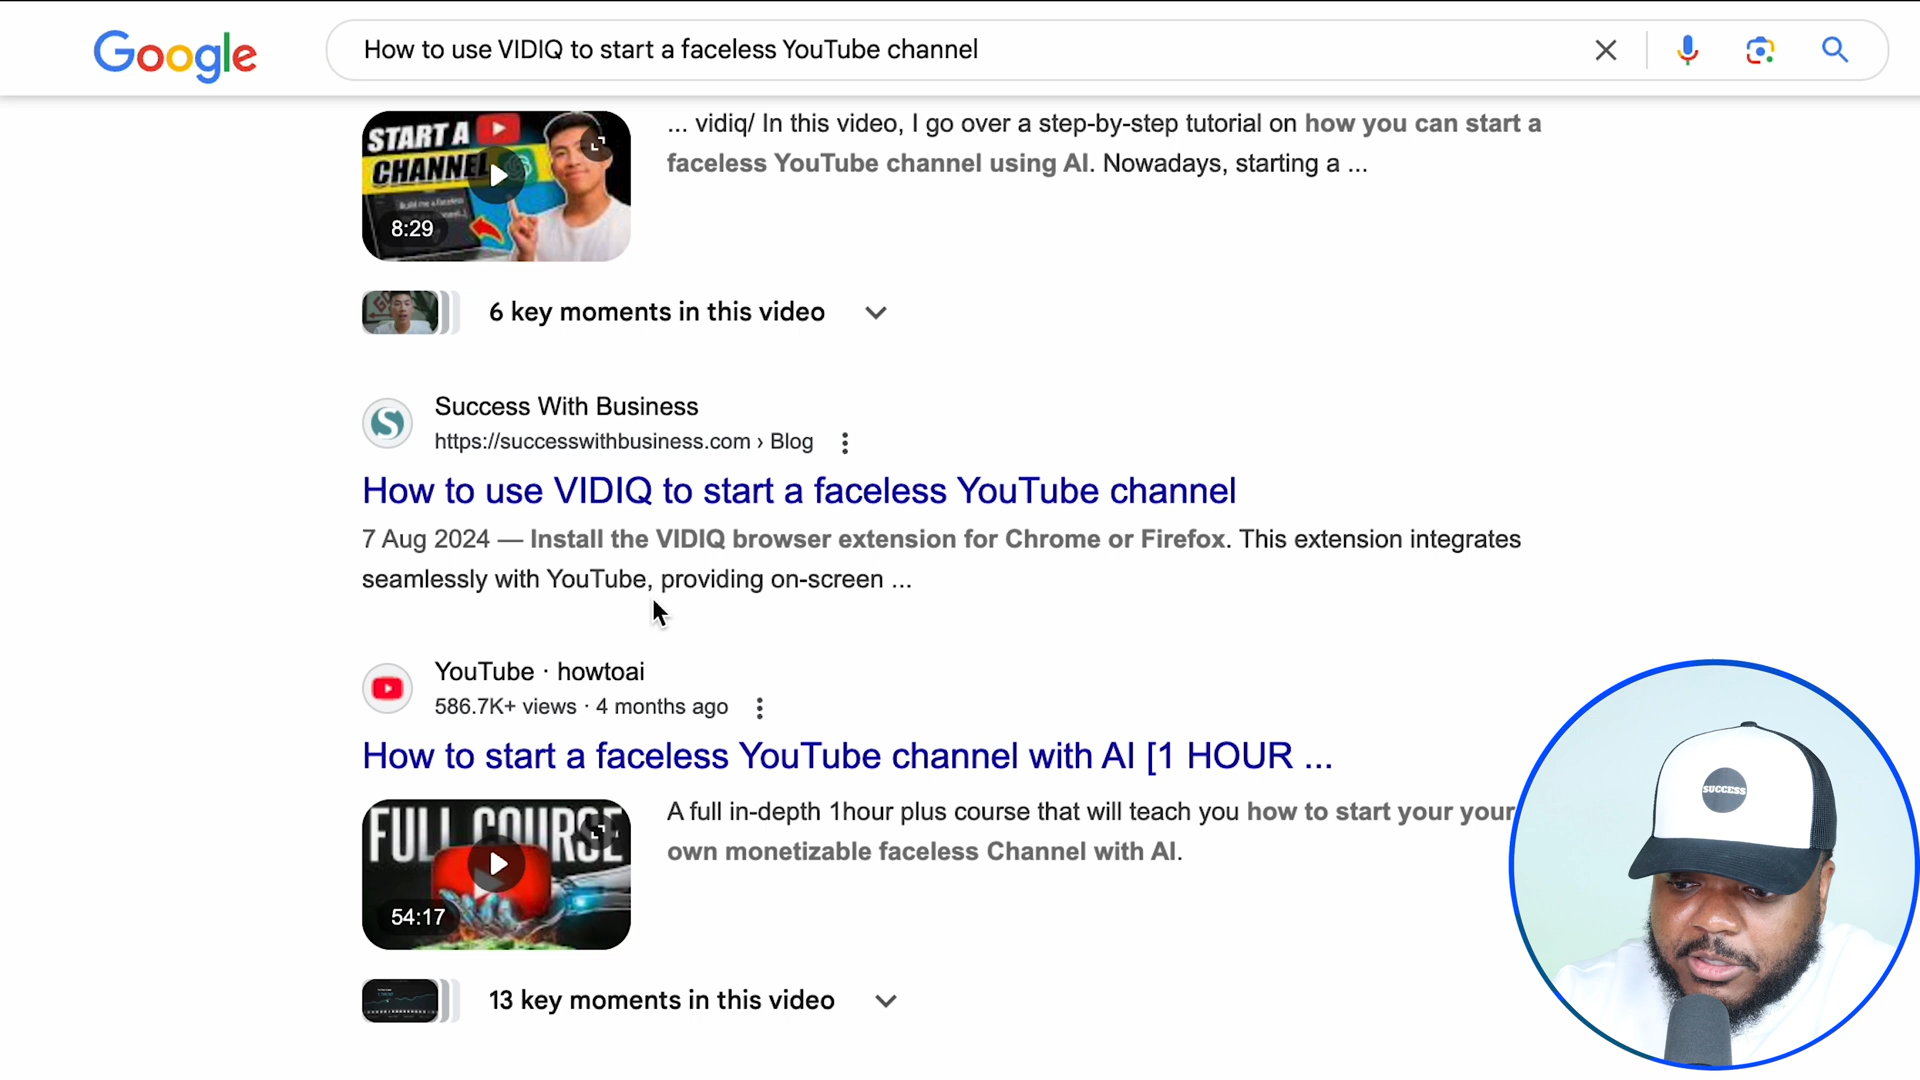 Google
How to use VIDIQ to start a faceless YouTube channel
START A
CHANNEL
8:29
... vidiq/ In this video, I go over a step-by-step tutorial on how you can start a
faceless YouTube channel using AI. Nowadays, starting a ...
6 key moments in this video
Success With Business
https://successwithbusiness.com › Blog
How to use VIDIQ to start a faceless YouTube channel
7 Aug 2024 — Install the VIDIQ browser extension for Chrome or Firefox. This extension integrates
seamlessly with YouTube, providing on-screen ...
YouTube · howtoai
586.7K+ views · 4 months ago
How to start a faceless YouTube channel with AI [1 HOUR ...
FULL COURSE
54:17
A full in-depth 1hour plus course that will teach you how to start your your
own monetizable faceless Channel with AI.
13 key moments in this video
SUCCESS